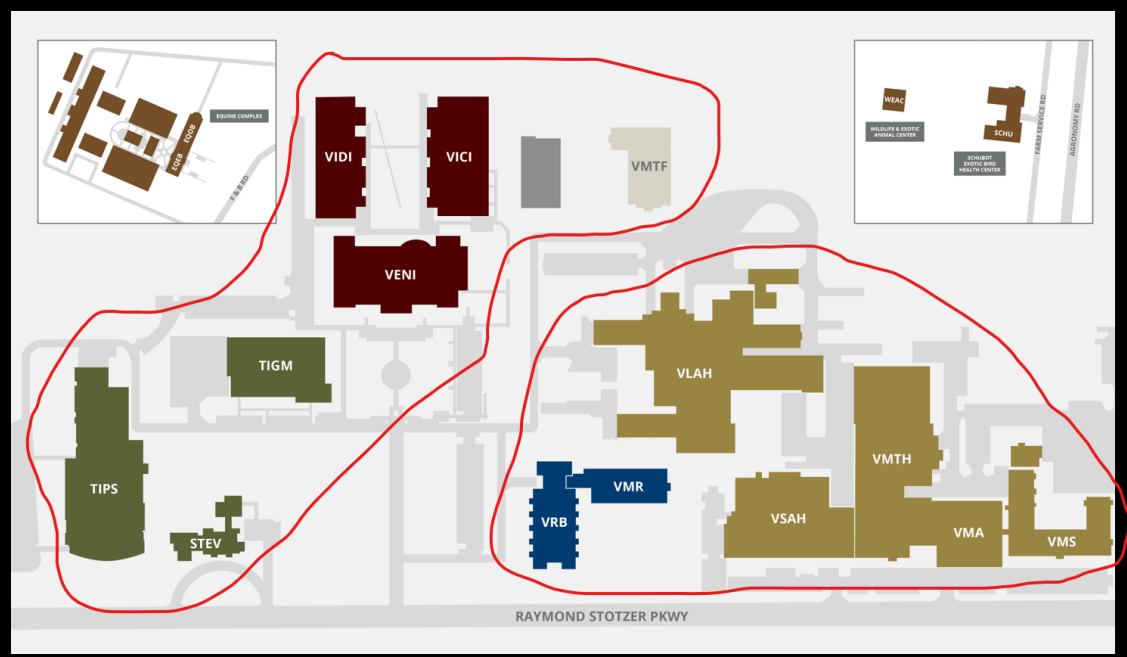 EQUINE COMPLEX
EQOB
EQEB
F & B RD
WEAC
WILDLIFE & EXOTIC
ANIMAL CENTER
SCHU
SCHUBOT
EXOTIC BIRD
HEALTH CENTER
FARM SERVICE RD
AGRONOMY RD
VIDI
VICI
VMTF
VENI
TIGM
VLAH
TIPS
STEV
VMR
VRB
VMTH
VSAH
VMA
VMS
RAYMOND STOTZER PKWY